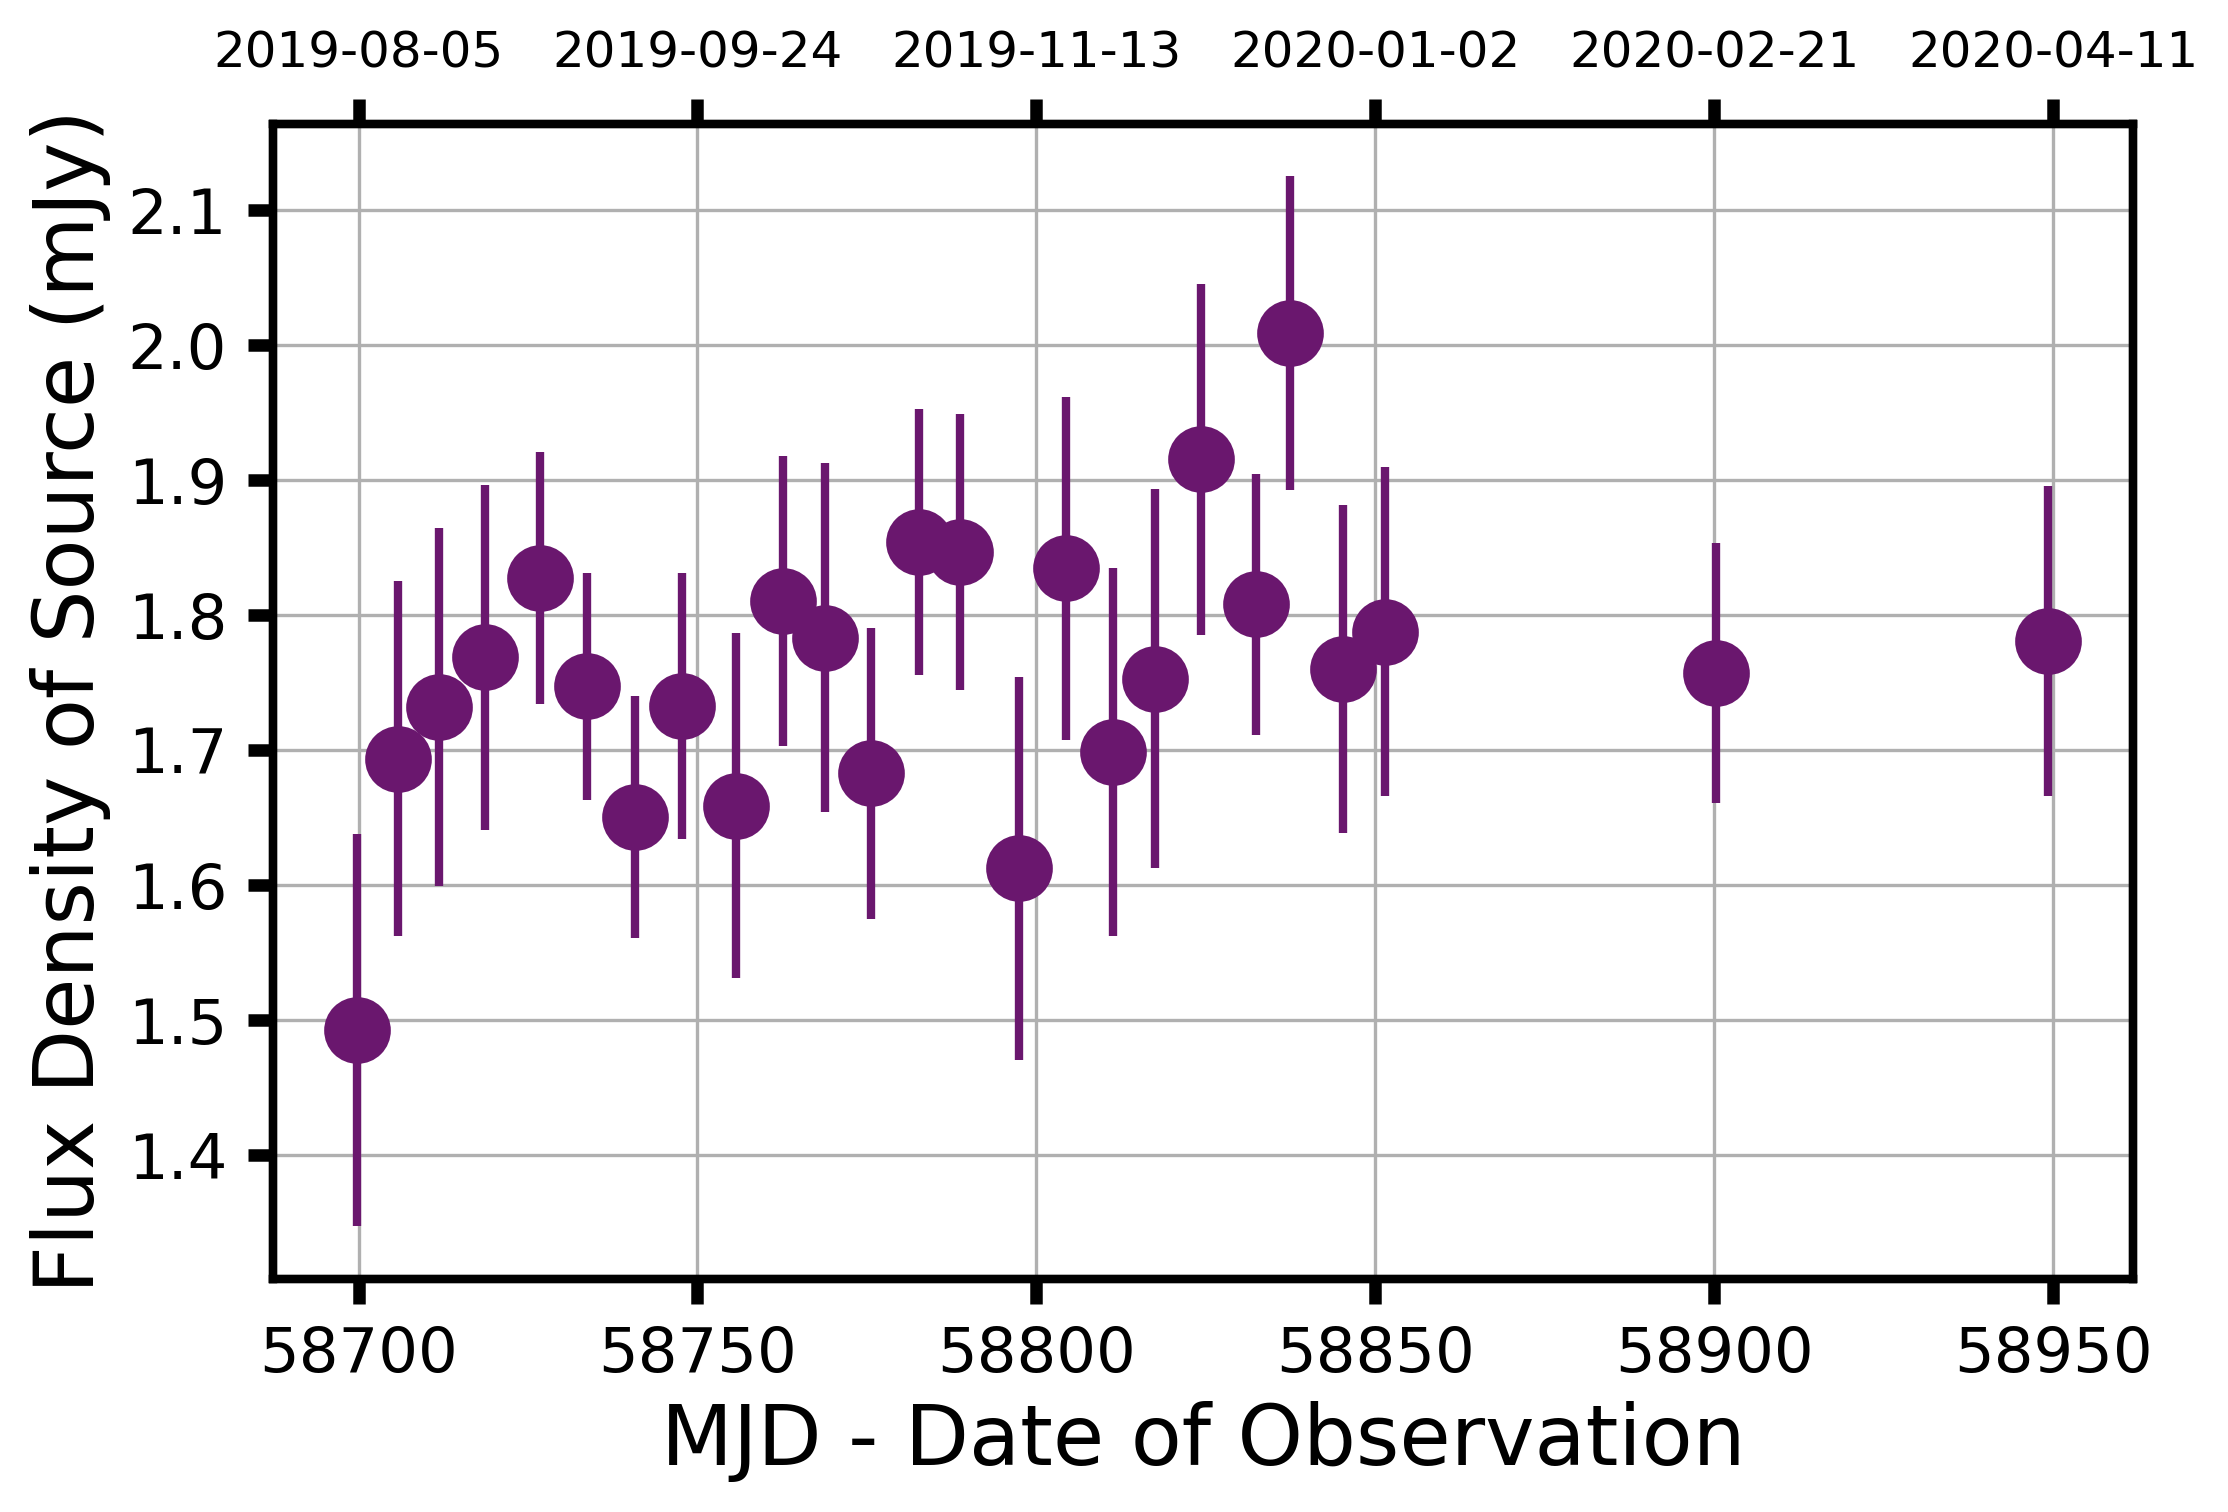 2019-08-05 2019-09-24 2019-11-13 2020-01-02 2020-02-21 2020-04-11
Flux Density of Source (mJy)
2.1
2.0
1.9
1.8
1.7
1.6
1.5
1.4
58700 58750 58800 58850 58900 58950
MJD - Date of Observation